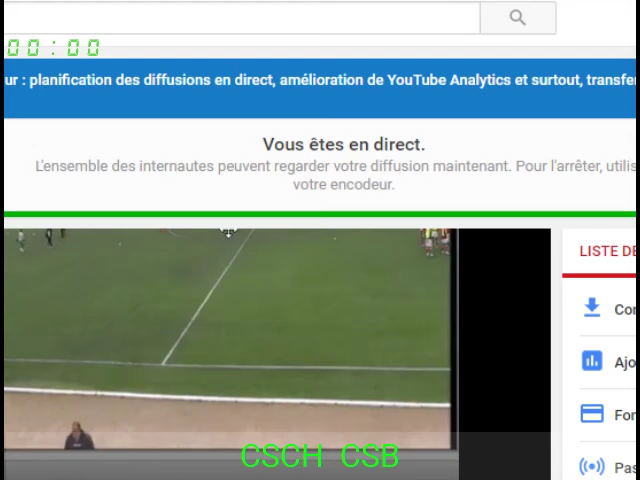 00:00
ur : planification des diffusions en direct, amélioration de YouTube Analytics et surtout, transfe
Vous êtes en direct.
L'ensemble des internautes peuvent regarder votre diffusion maintenant. Pour l'arrêter, utilis
votre encodeur.
LISTE DE
Con
Ajo
For
Pas
CSCH CSB